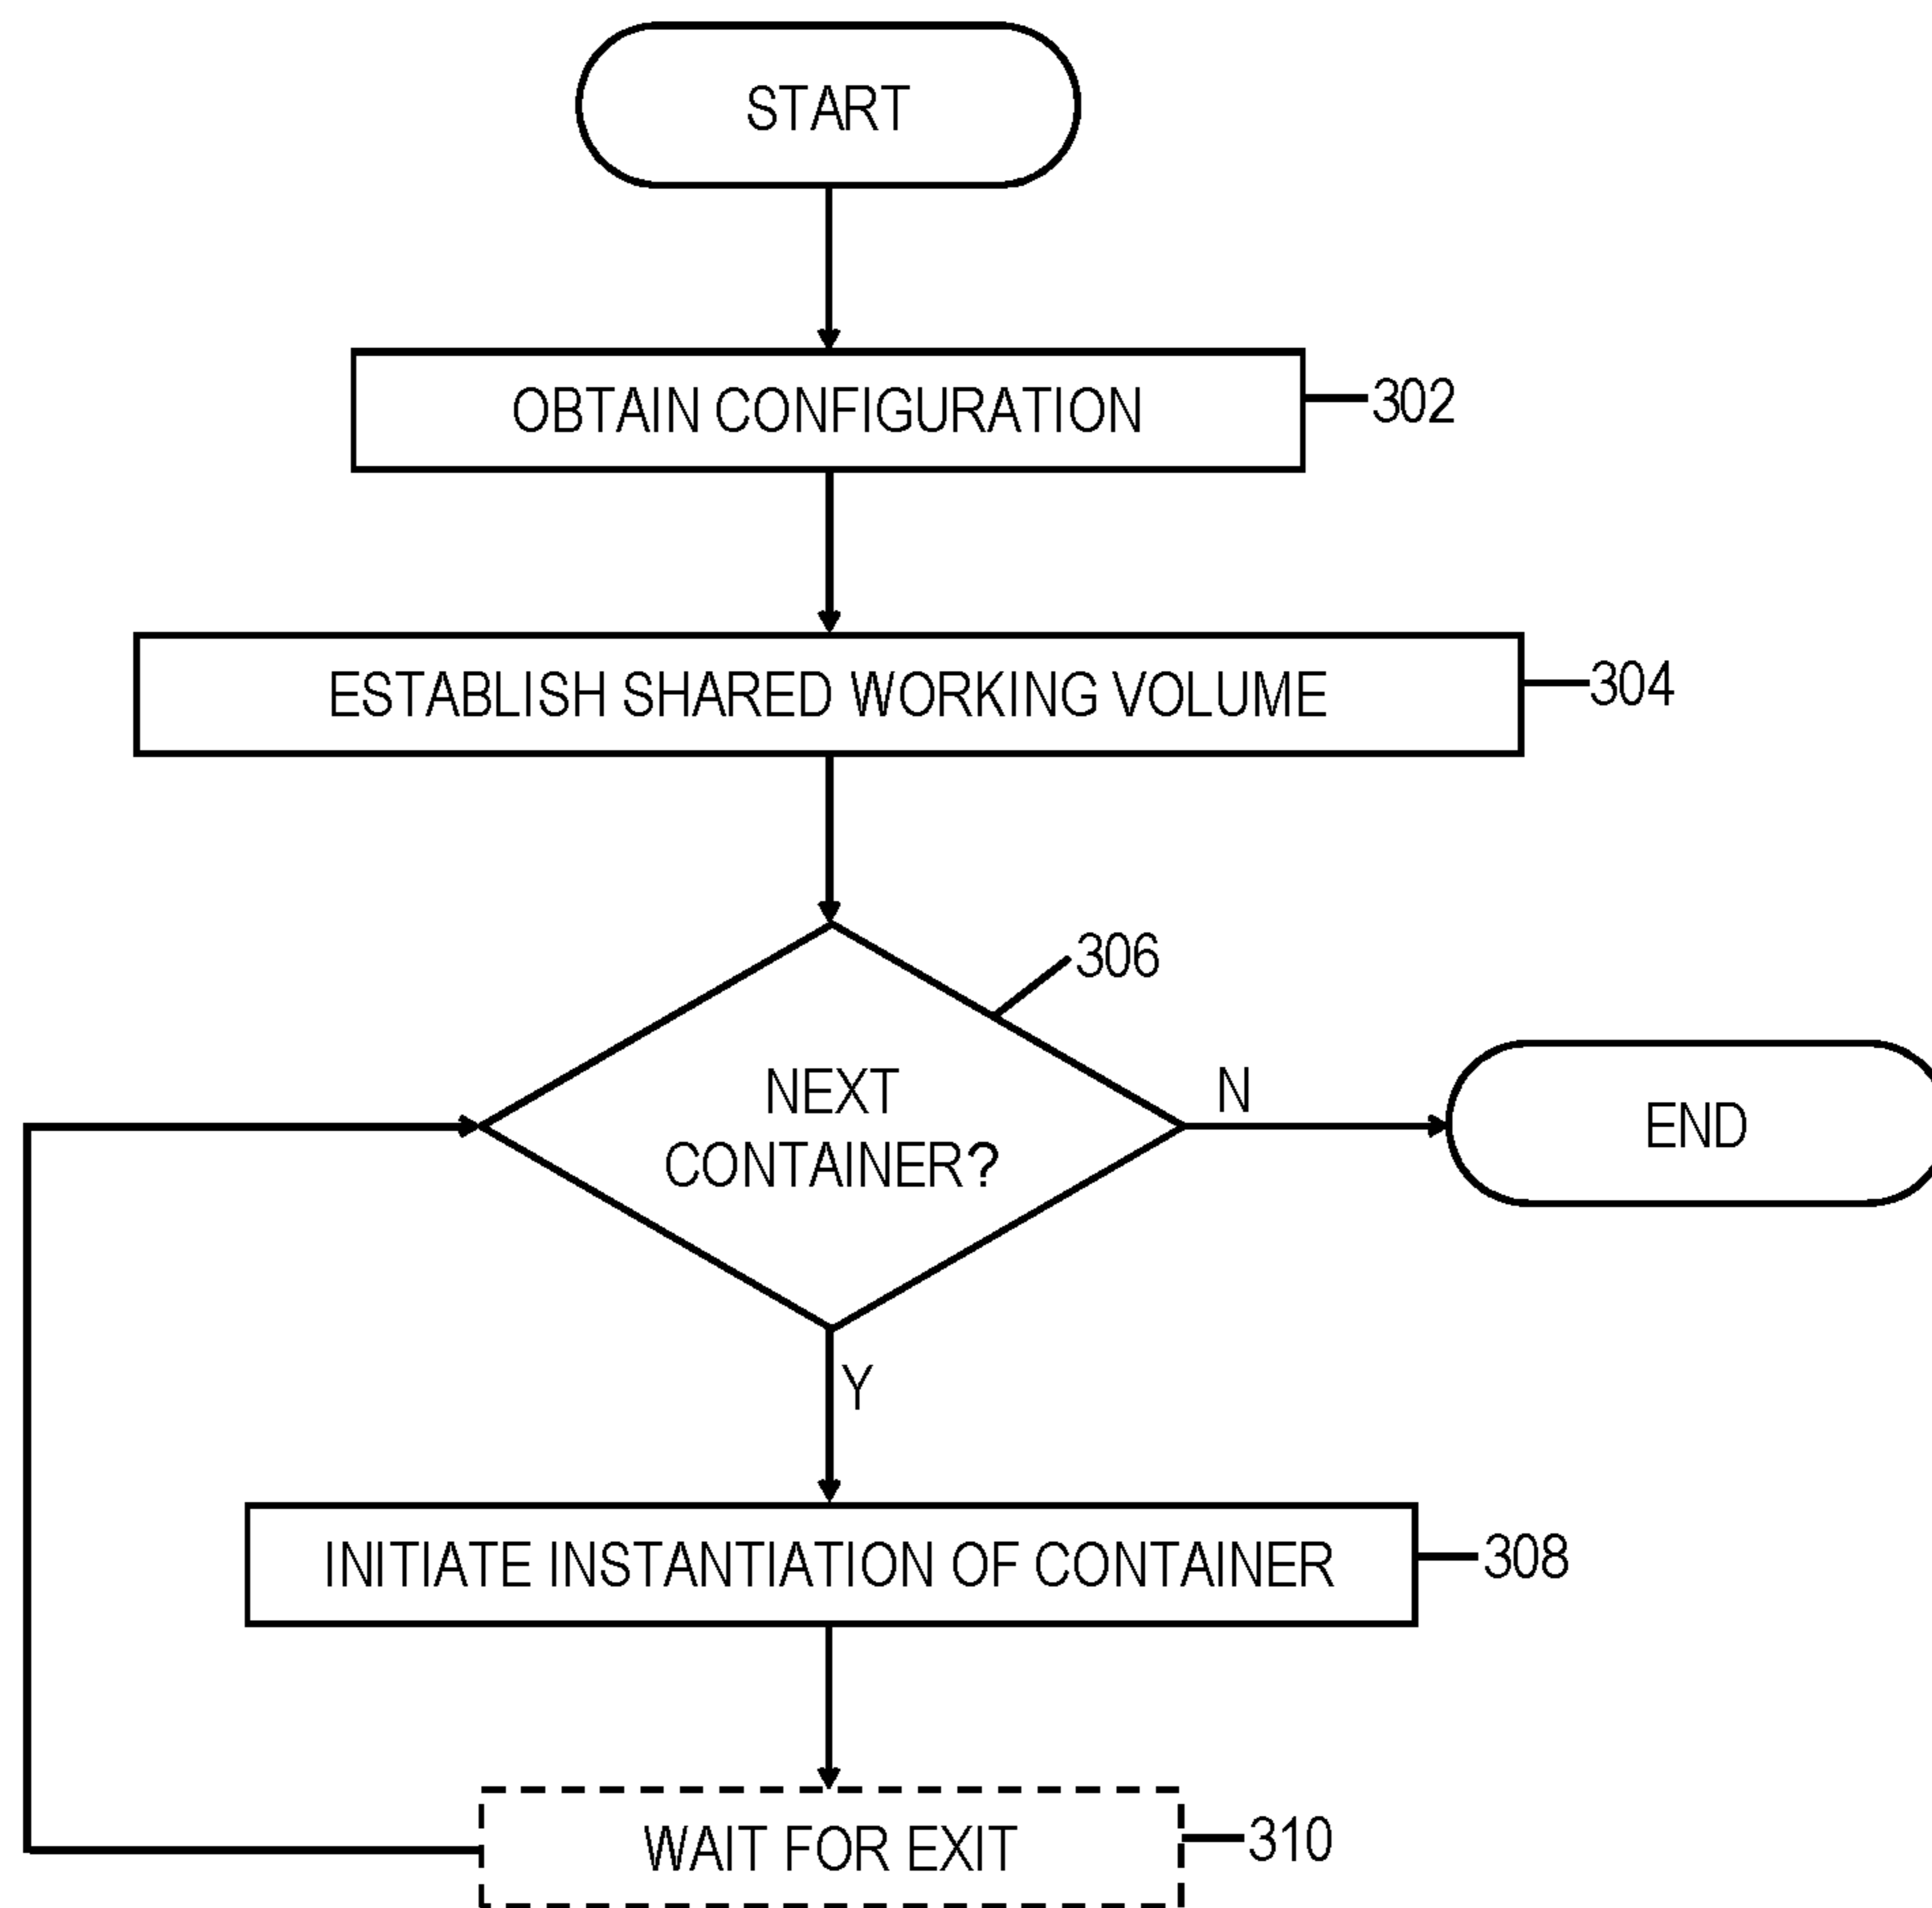 START
OBTAIN CONFIGURATION
302
ESTABLISH SHARED WORKING VOLUME
304
306
NEXT
CONTAINER?
N
END
Y
INITIATE INSTANTIATION OF CONTAINER
308
WAIT FOR EXIT
310